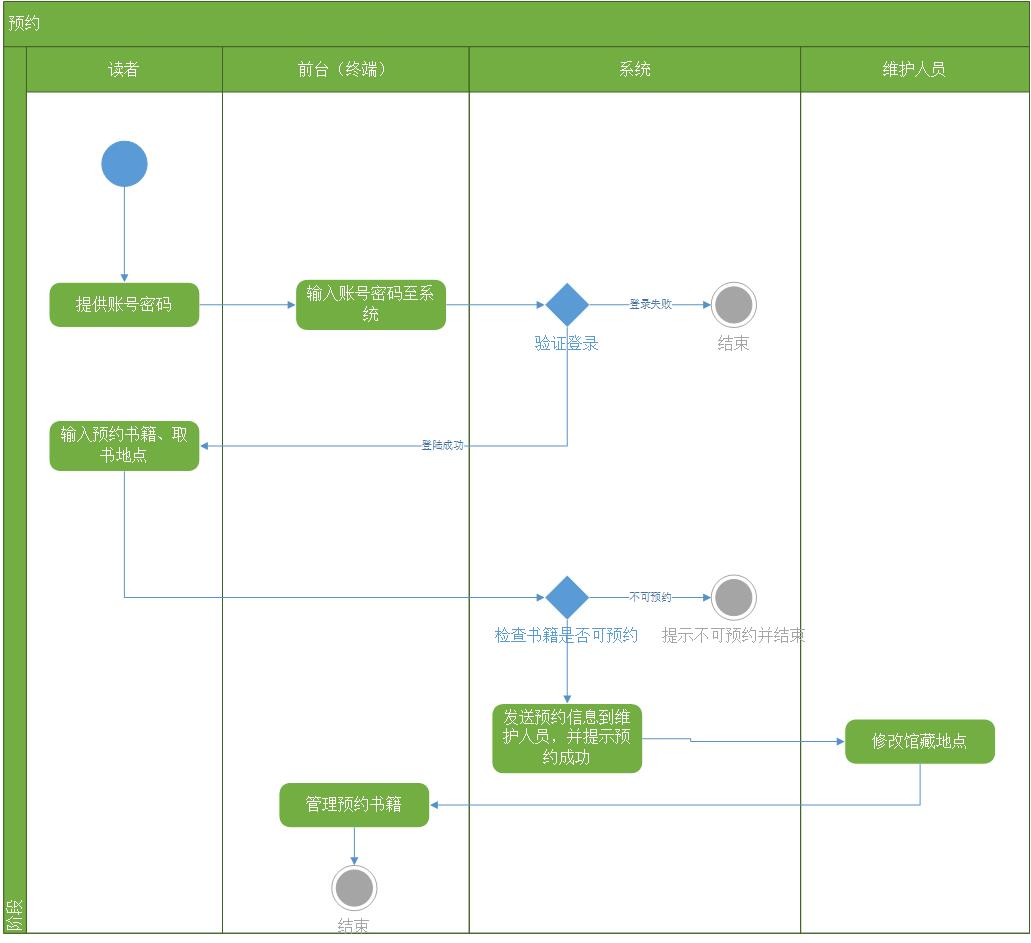 预约
读者
前台（终端）
系统
维护人员
提供账号密码
输入账号密码至系
统
验证登录
登录失败
结束
输入预约书籍、取
书地点
登陆成功
检查书籍是否可预约
不可预约
提示不可预约并结束
发送预约信息到维
护人员，并提示预
约成功
修改馆藏地点
管理预约书籍
结束
阶段